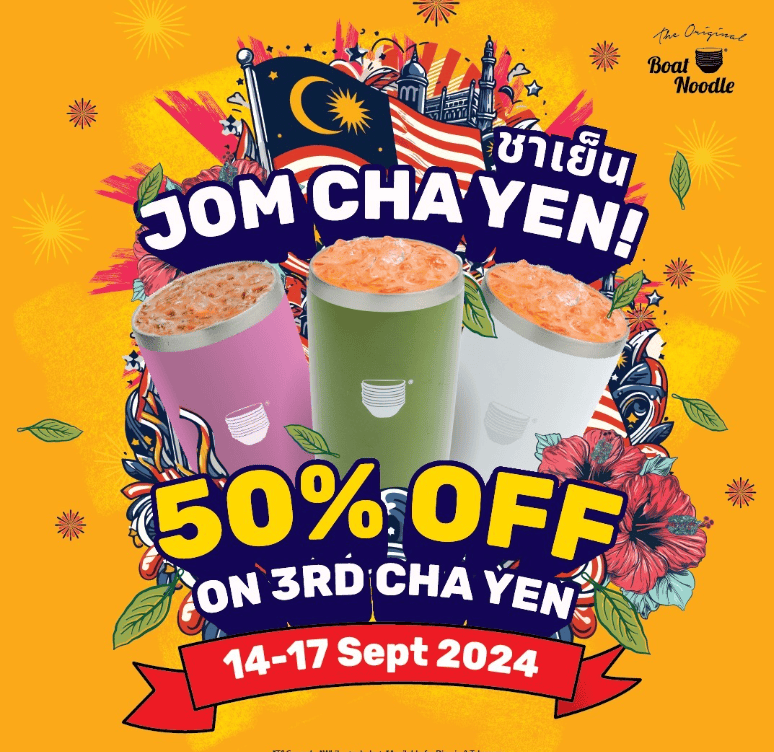 The Original
Boat
Noodle
ชาเย็น
JOM CHA YEN!
50% OFF
ON 3RD CHA YEN
14-17 Sept 2024